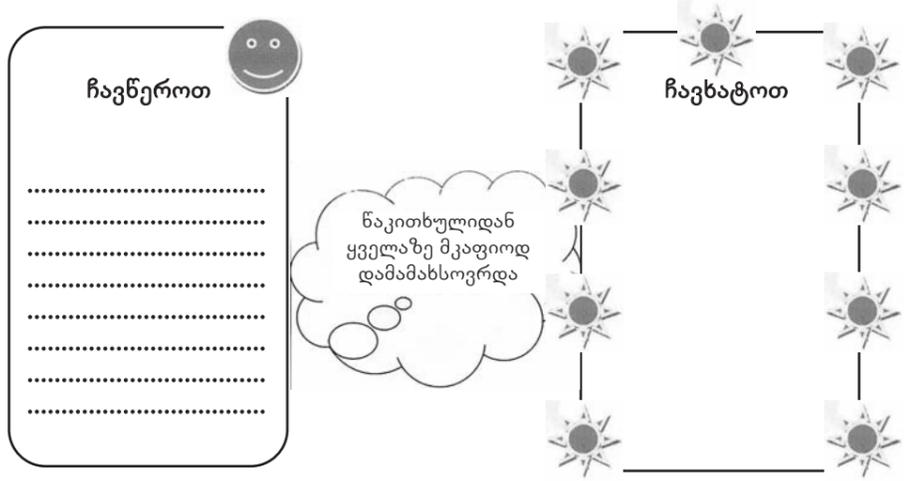 ჩავწეროთ
წაკითხულიდან
ყველაზე მკაფიოდ
დამამახსოვრდა
ჩავხატოთ